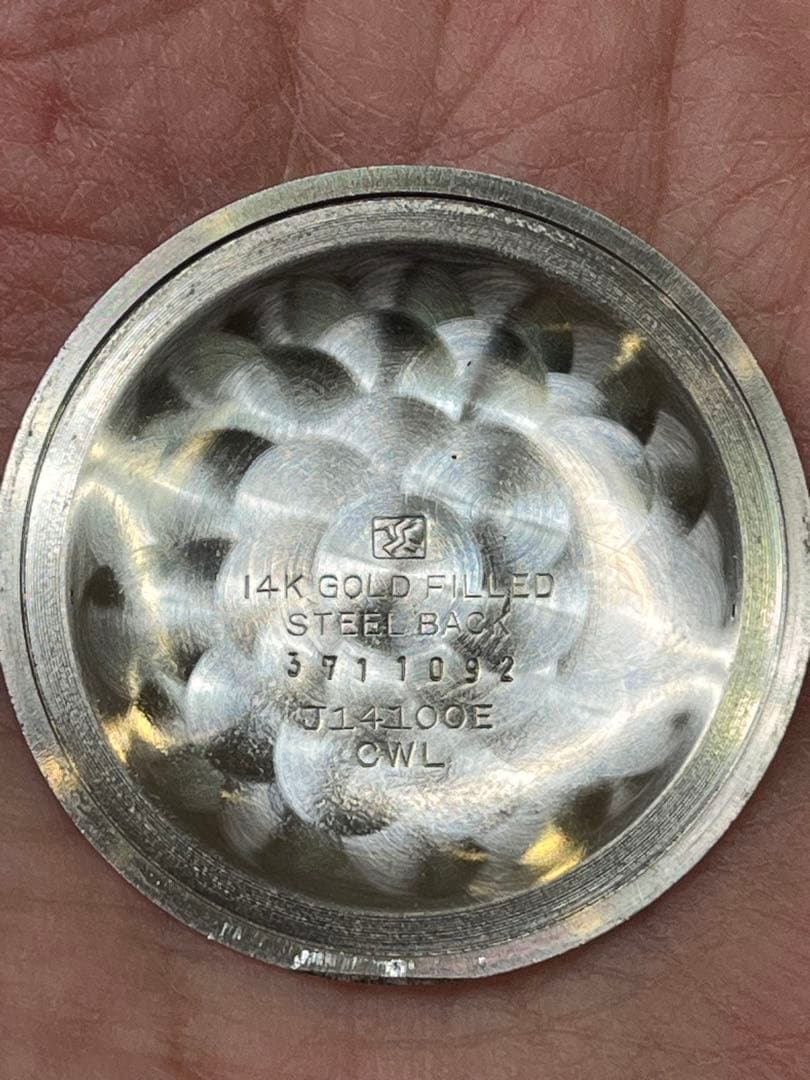 14K GOLD FILLED
STEEL BACK
3711092
J14100E
CWL